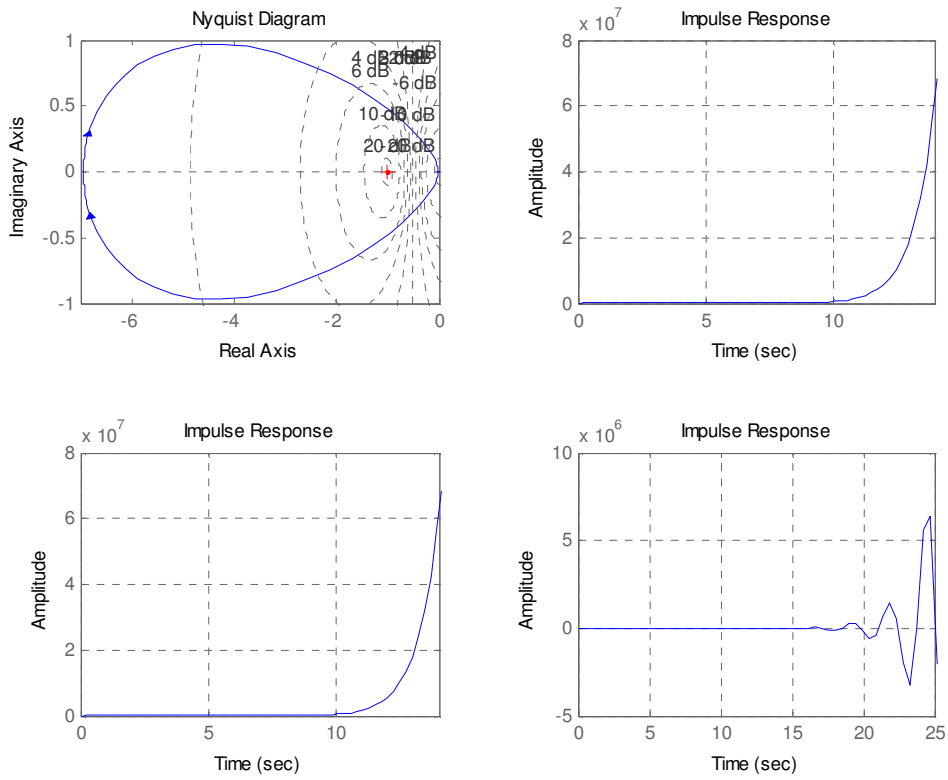 Nyquist Diagram
1
0.5
0
-0.5
-1
-6
-4
-2
0
Imaginary Axis
Real Axis
4 dB
6 dB
-6 dB
10 dB
20 dB
Impulse Response
x 10^7
8
6
4
2
0
0
5
10
Amplitude
Time (sec)
Impulse Response
x 10^7
8
6
4
2
0
0
5
10
Amplitude
Time (sec)
Impulse Response
x 10^6
10
5
0
-5
0
5
10
15
20
25
Amplitude
Time (sec)